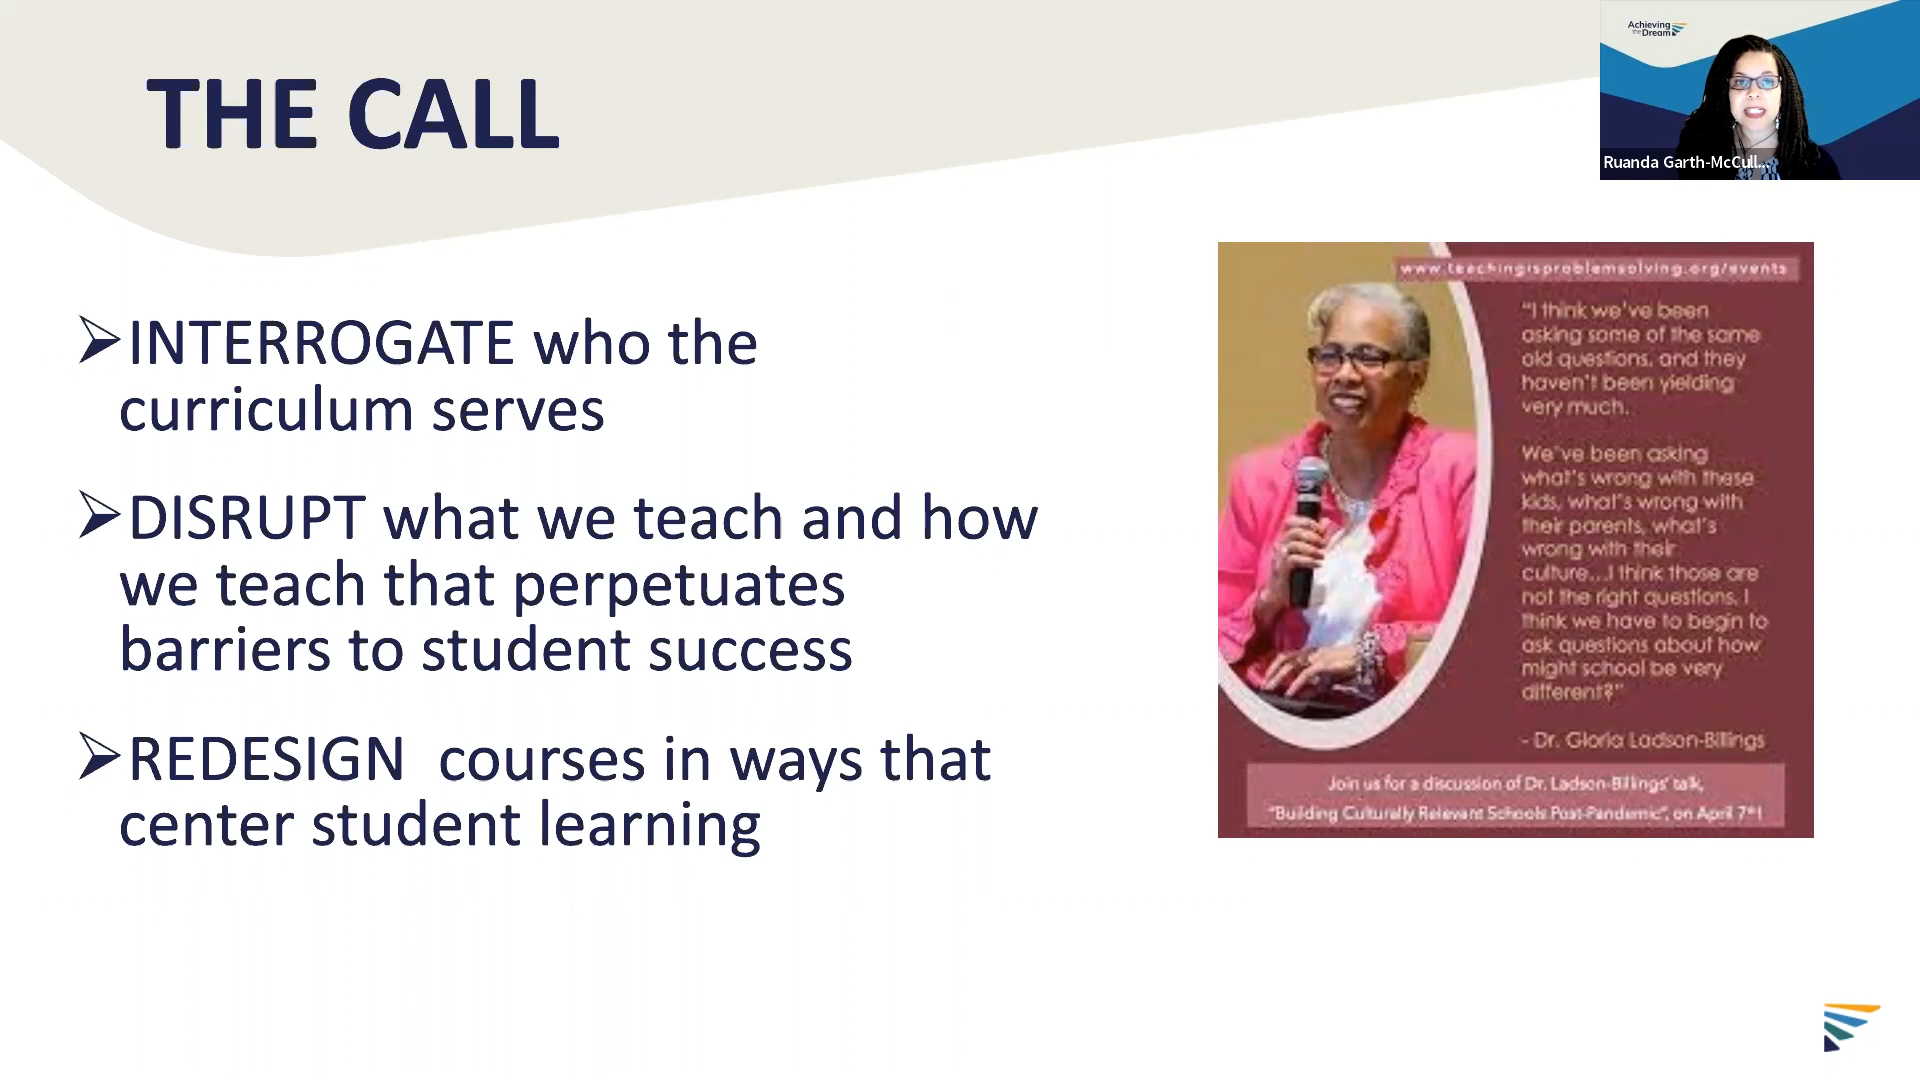 THE CALL
Achieving
the Dream
Ruanda Garth-McCull...
➢INTERROGATE who the
curriculum serves
➢DISRUPT what we teach and how
we teach that perpetuates
barriers to student success
➢REDESIGN  courses in ways that
center student learning
www.teachingisproblemsolving.org/events
“I think we’ve been
asking some of the same
old questions, and they
haven’t been yielding
very much.
We’ve been asking
what’s wrong with these
kids, what’s wrong with
their parents, what’s
wrong with their
culture...I think those are
not the right questions. I
think we have to begin to
ask questions about how
might school be very
different?”
- Dr. Gloria Ladson-Billings
Join us for a discussion of Dr. Ladson-Billings’ talk,
“Building Culturally Relevant Schools Post-Pandemic”, on April 7th!